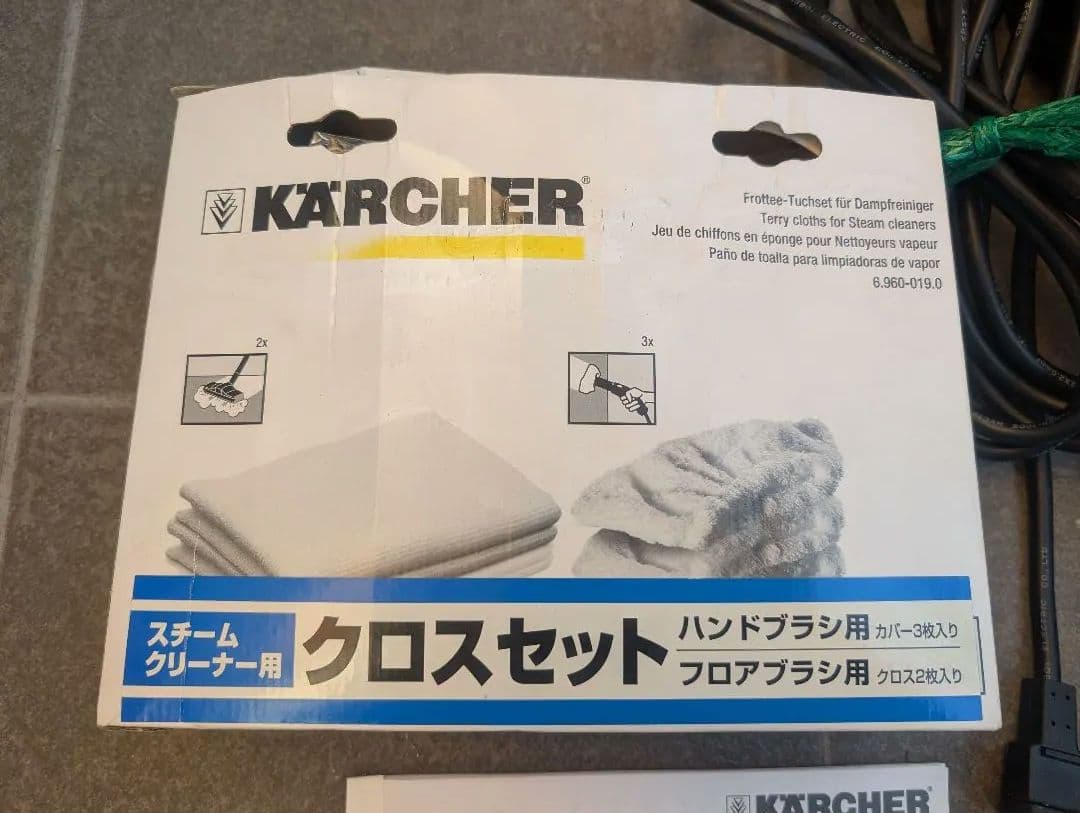 KÄRCHER®
Frottee-Tuchset für Dampfreiniger
Terry cloths for Steam cleaners
Jeu de chiffons en éponge pour Nettoyeurs vapeur
Paño de toalla para limpiadoras de vapor
6.960-019.0
2x
3x
スチーム
クリーナー用
クロスセット
ハンドブラシ用 カバー3枚入り
フロアブラシ用 クロス2枚入り
KÄRCHER